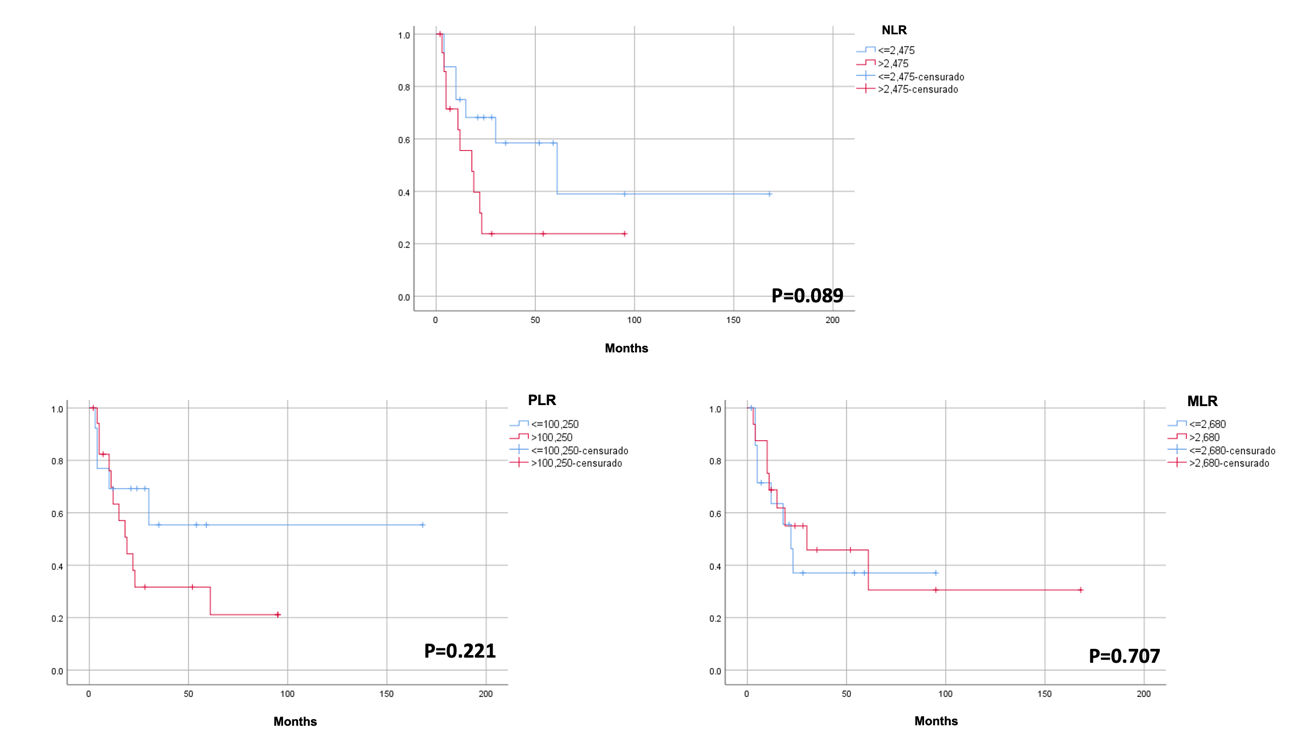 NLR
<=2,475
>2,475
<=2,475-censurado
>2,475-censurado
1.0
0.8
0.6
0.4
0.2
0.0
P=0.089
0 50 100 150 200
Months
PLR
<=100,250
>100,250
<=100,250-censurado
>100,250-censurado
1.0
0.8
0.6
0.4
0.2
0.0
P=0.221
0 50 100 150 200
Months
MLR
<=2,680
>2,680
<=2,680-censurado
>2,680-censurado
1.0
0.8
0.6
0.4
0.2
0.0
P=0.707
0 50 100 150 200
Months